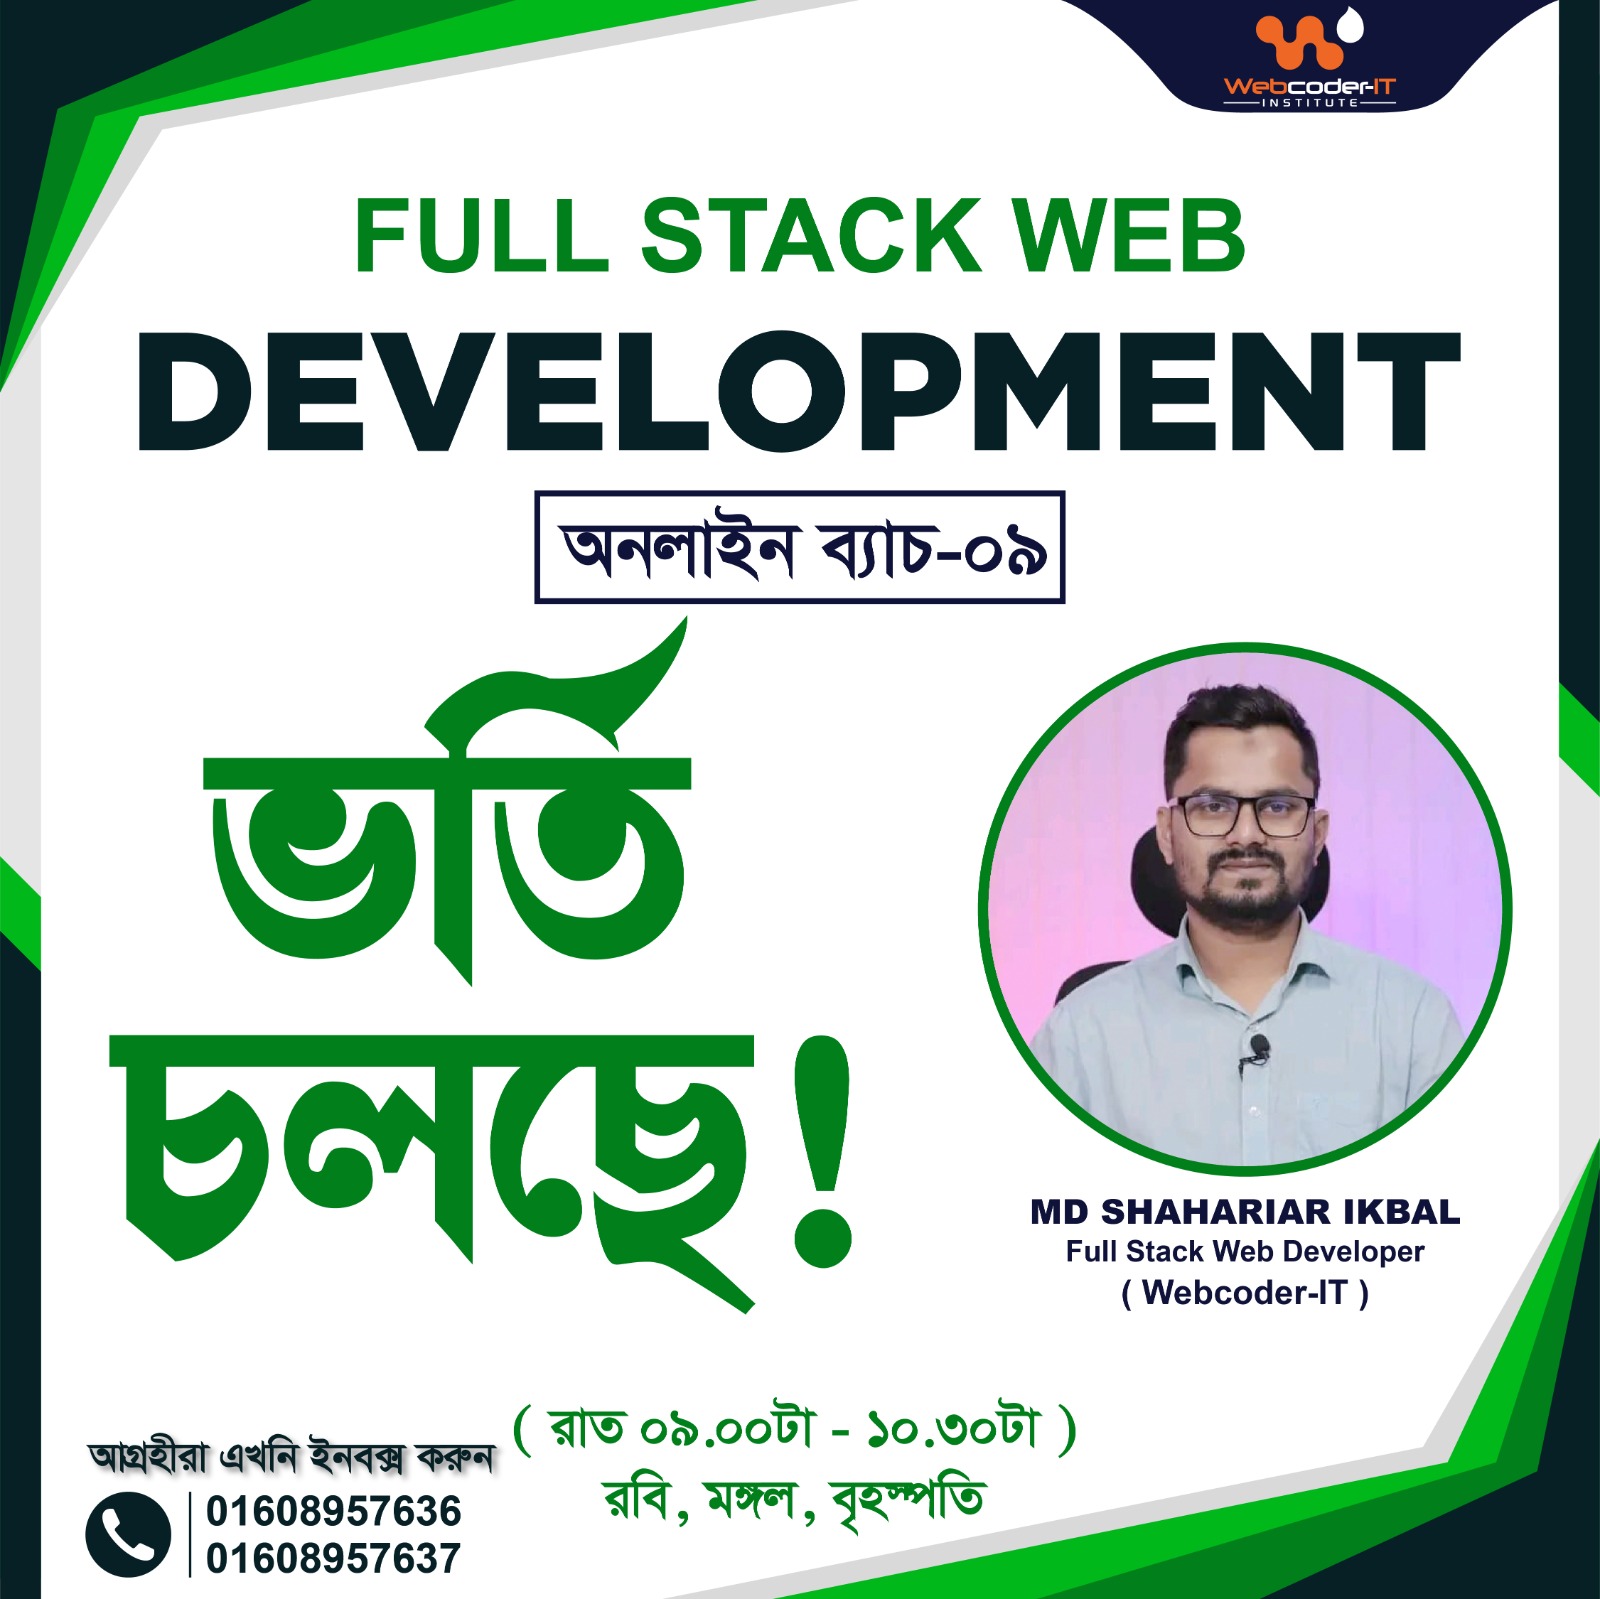 Webcoder-IT
INSTITUTE
FULL STACK WEB
DEVELOPMENT
অনলাইন ব্যাচ-০৯
ভর্তি
চলছে!
MD SHAHARIAR IKBAL
Full Stack Web Developer
( Webcoder-IT )
( রাত ০৯.০০টা - ১০.৩০টা )
রবি, মঙ্গল, বৃহস্পতি
আগ্রহীরা এখনি ইনবক্স করুন
01608957636
01608957637